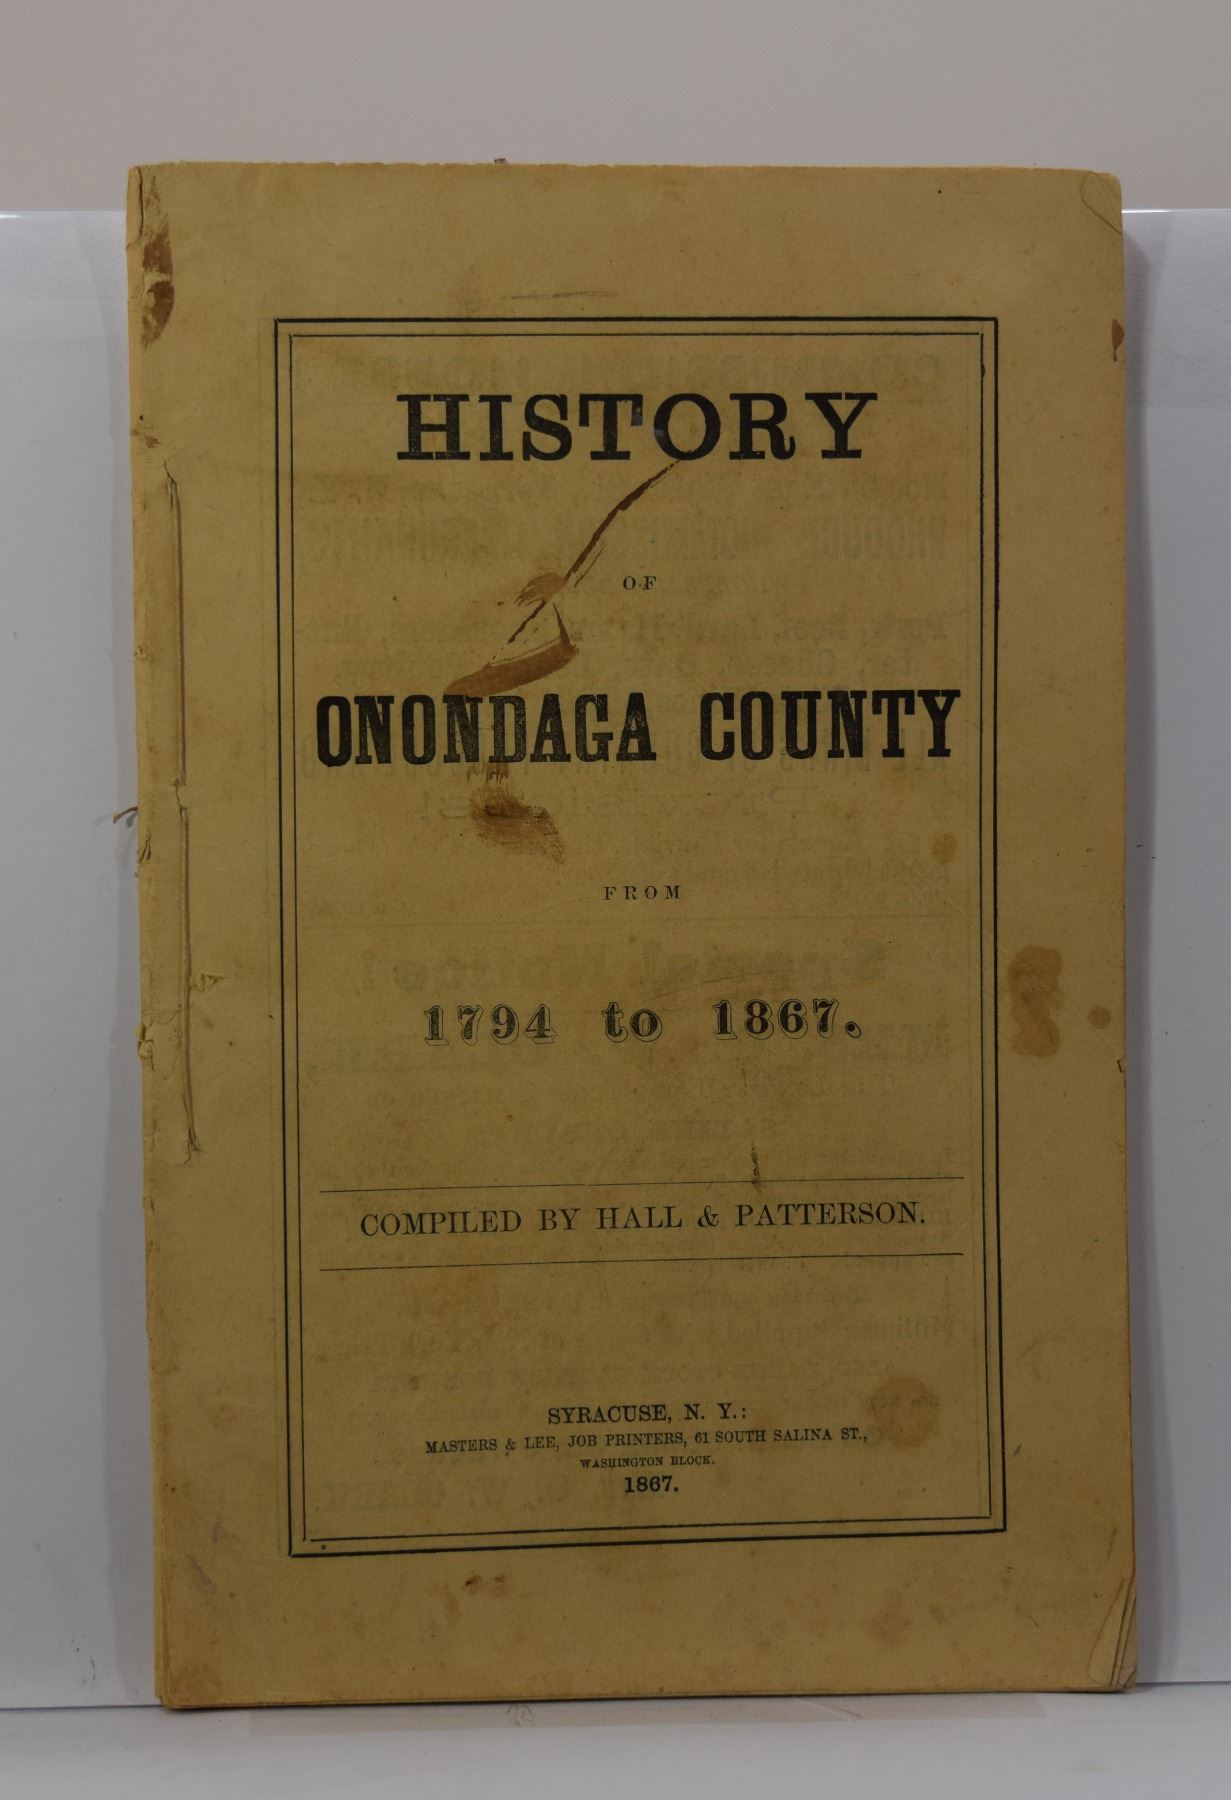 HISTORY
OF
ONONDAGA COUNTY
FROM
1794 to 1867.
COMPILED BY HALL & PATTERSON.
SYRACUSE, N. Y.:
MASTERS & LEE, JOB PRINTERS, 61 SOUTH SALINA ST.,
WASHINGTON BLOCK.
1867.